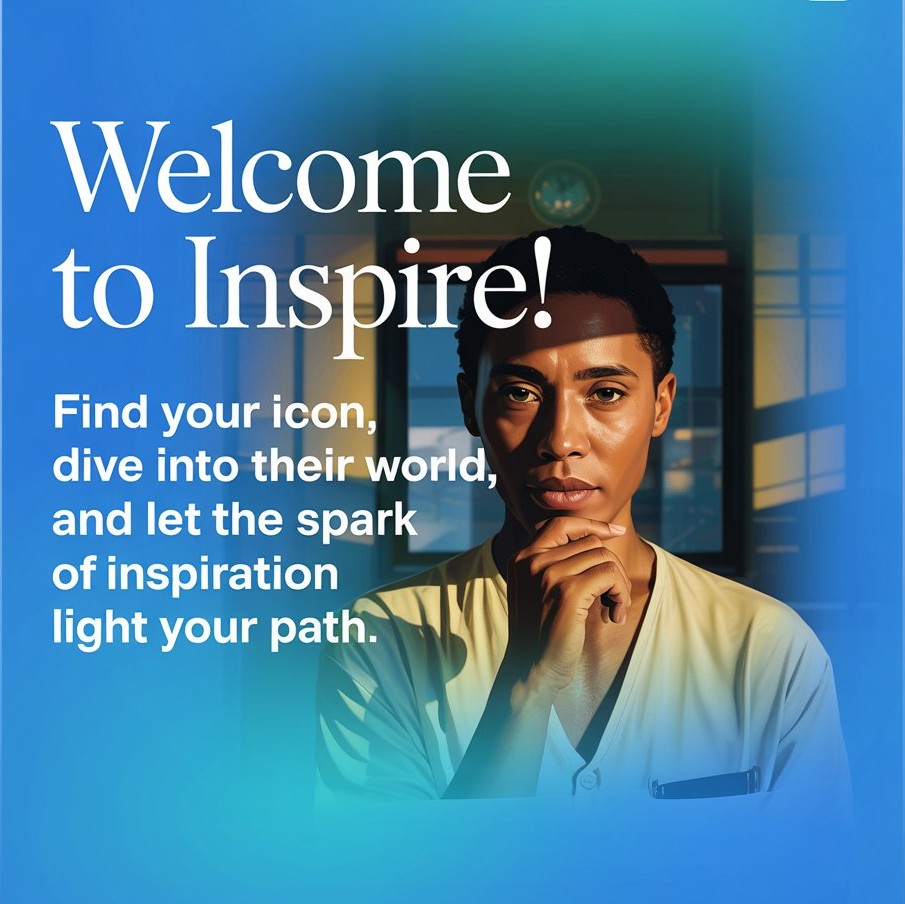 Welcome
to Inspire!
Find your icon,
dive into their world,
and let the spark
of inspiration
light your path.